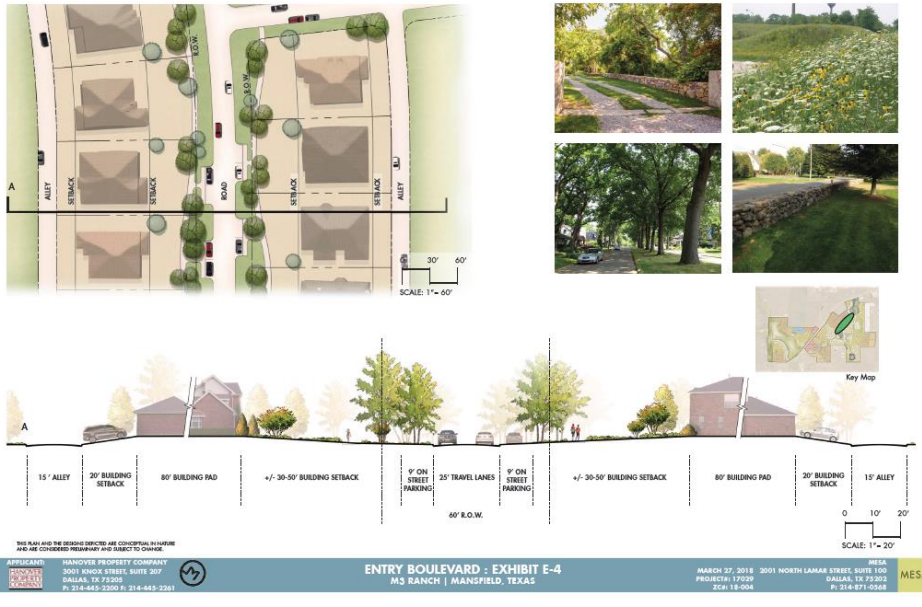 R.O.W.
R.O.W.
A
ALLEY
SETBACK
SETBACK
ROAD
SETBACK
SETBACK
ALLEY
0 30' 60'
SCALE: 1"= 60'
Key Map
A
15 ' ALLEY
20' BUILDING
SETBACK
80' BUILDING PAD
+/- 30-50' BUILDING SETBACK
9' ON
STREET
PARKING
25' TRAVEL LANES
9' ON
STREET
PARKING
+/- 30-50' BUILDING SETBACK
80' BUILDING PAD
20' BUILDING
SETBACK
15' ALLEY
60' R.O.W.
0 10' 20'
SCALE: 1"= 20'
THIS PLAN AND THE DESIGNS DEPICTED ARE CONCEPTUAL IN NATURE
AND ARE CONSIDERED PRELIMINARY AND SUBJECT TO CHANGE.
APPLICANT:
HANOVER
PROPERTY
COMPANY
HANOVER PROPERTY COMPANY
3001 KNOX STREET, SUITE 207
DALLAS, TX 75205
P: 214-445-2200 F: 214-445-2261
ENTRY BOULEVARD : EXHIBIT E-4
M3 RANCH | MANSFIELD, TEXAS
MARCH 27, 2018
PROJECT#: 17029
ZC#: 18-004
MESA
2001 NORTH LAMAR STREET, SUITE 100
DALLAS, TX 75202
P: 214-871-0568
MES